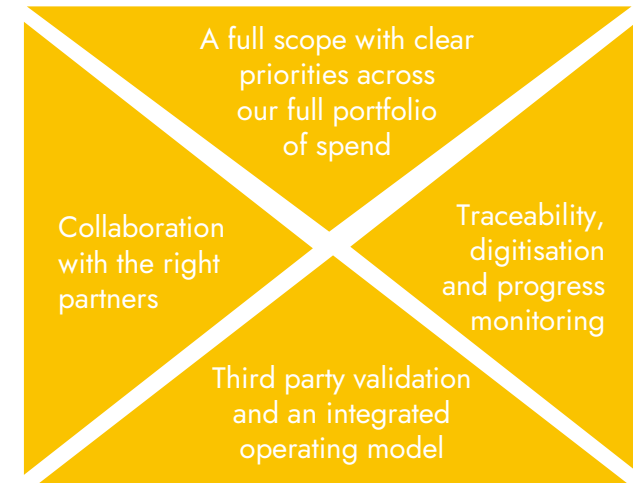 A full scope with clear
priorities across
our full portfolio
of spend
Collaboration
with the right
partners
Traceability,
digitisation
and progress
monitoring
Third party validation
and an integrated
operating model